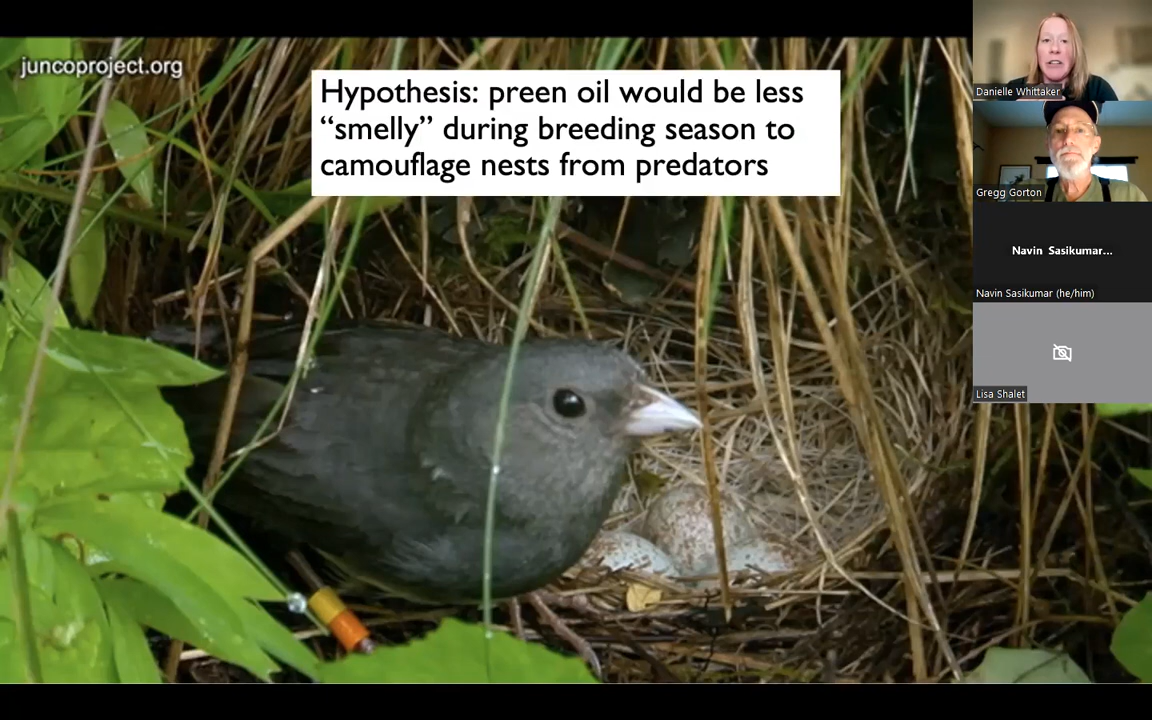 juncoproject.org
Hypothesis: preen oil would be less
“smelly” during breeding season to
camouflage nests from predators
Danielle Whittaker
Gregg Gorton
Navin Sasikumar...
Navin Sasikumar (he/him)
Lisa Shalet